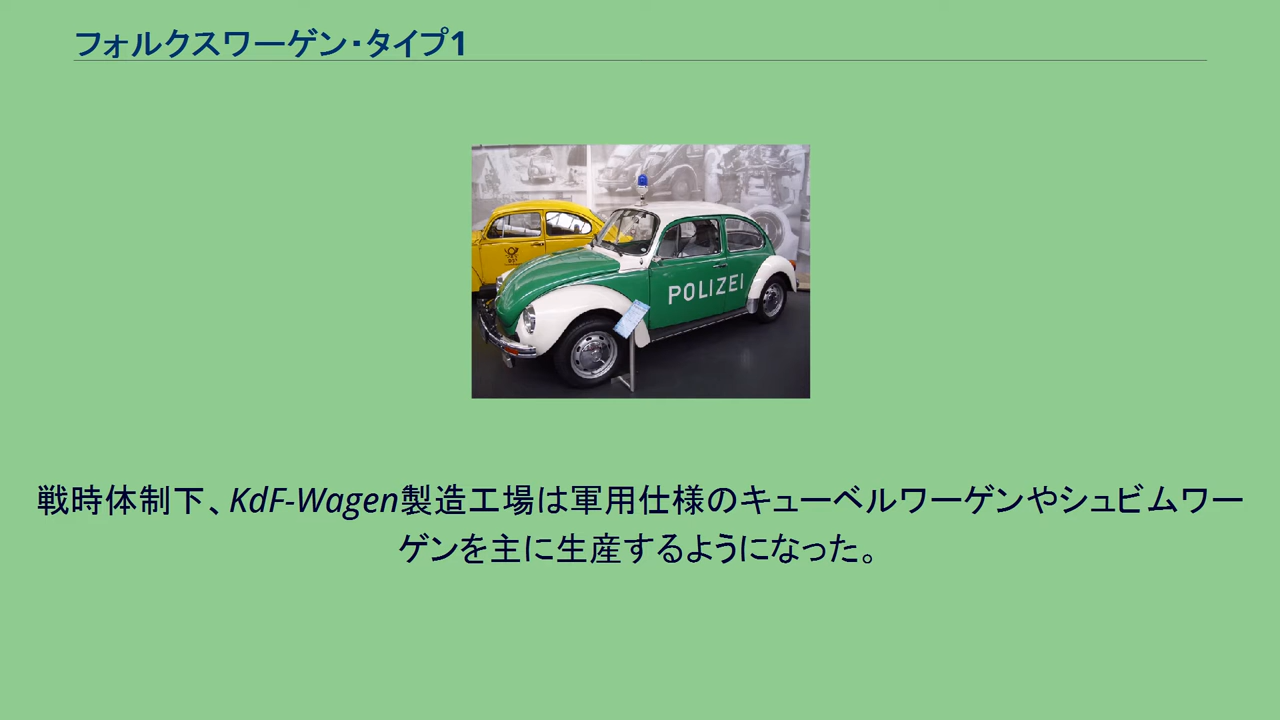 フォルクスワーゲン・タイプ1
POLIZEI
戦時体制下、KdF-Wagen製造工場は軍用仕様のキューベルワーゲンやシュビムワー
ゲンを主に生産するようになった。